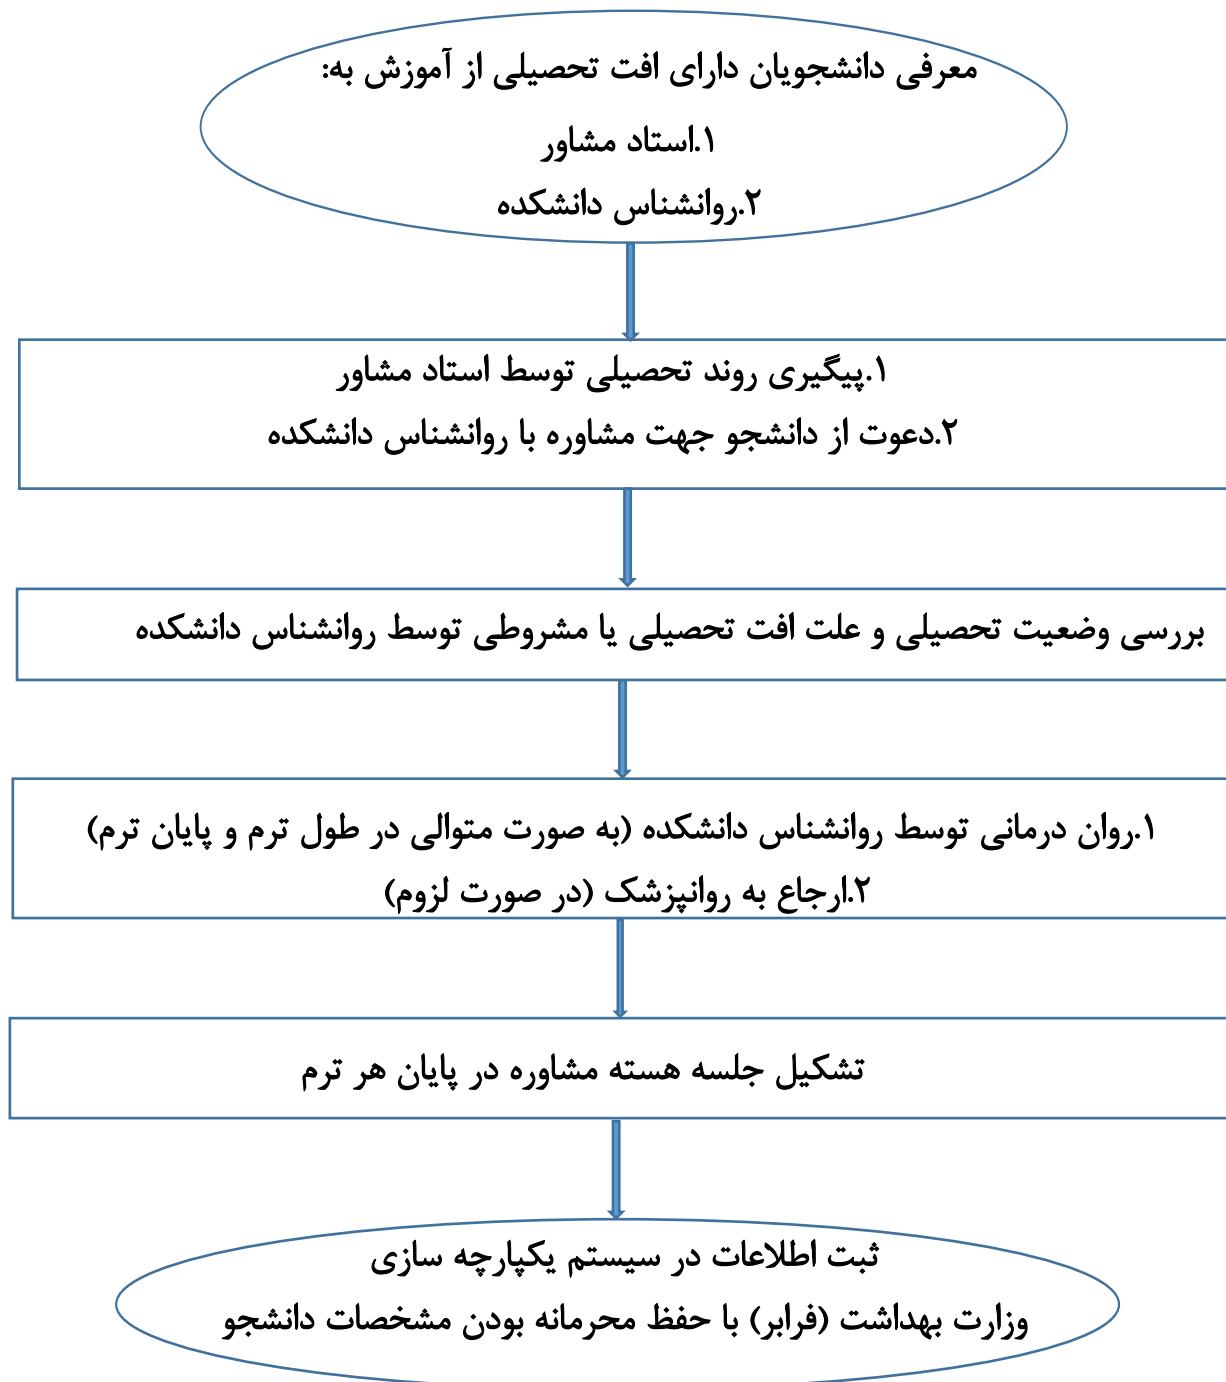 معرفی دانشجویان دارای افت تحصیلی از آموزش به:
۱.استاد مشاور
۲.روانشناس دانشکده
۱.پیگیری روند تحصیلی توسط استاد مشاور
۲.دعوت از دانشجو جهت مشاوره با روانشناس دانشکده
بررسی وضعیت تحصیلی و علت افت تحصیلی یا مشروطی توسط روانشناس دانشکده
۱.روان درمانی توسط روانشناس دانشکده (به صورت متوالی در طول ترم و پایان ترم)
۲.ارجاع به روانپزشک (در صورت لزوم)
تشکیل جلسه هسته مشاوره در پایان هر ترم
ثبت اطلاعات در سیستم یکپارچه سازی
وزارت بهداشت (فرابر) با حفظ محرمانه بودن مشخصات دانشجو